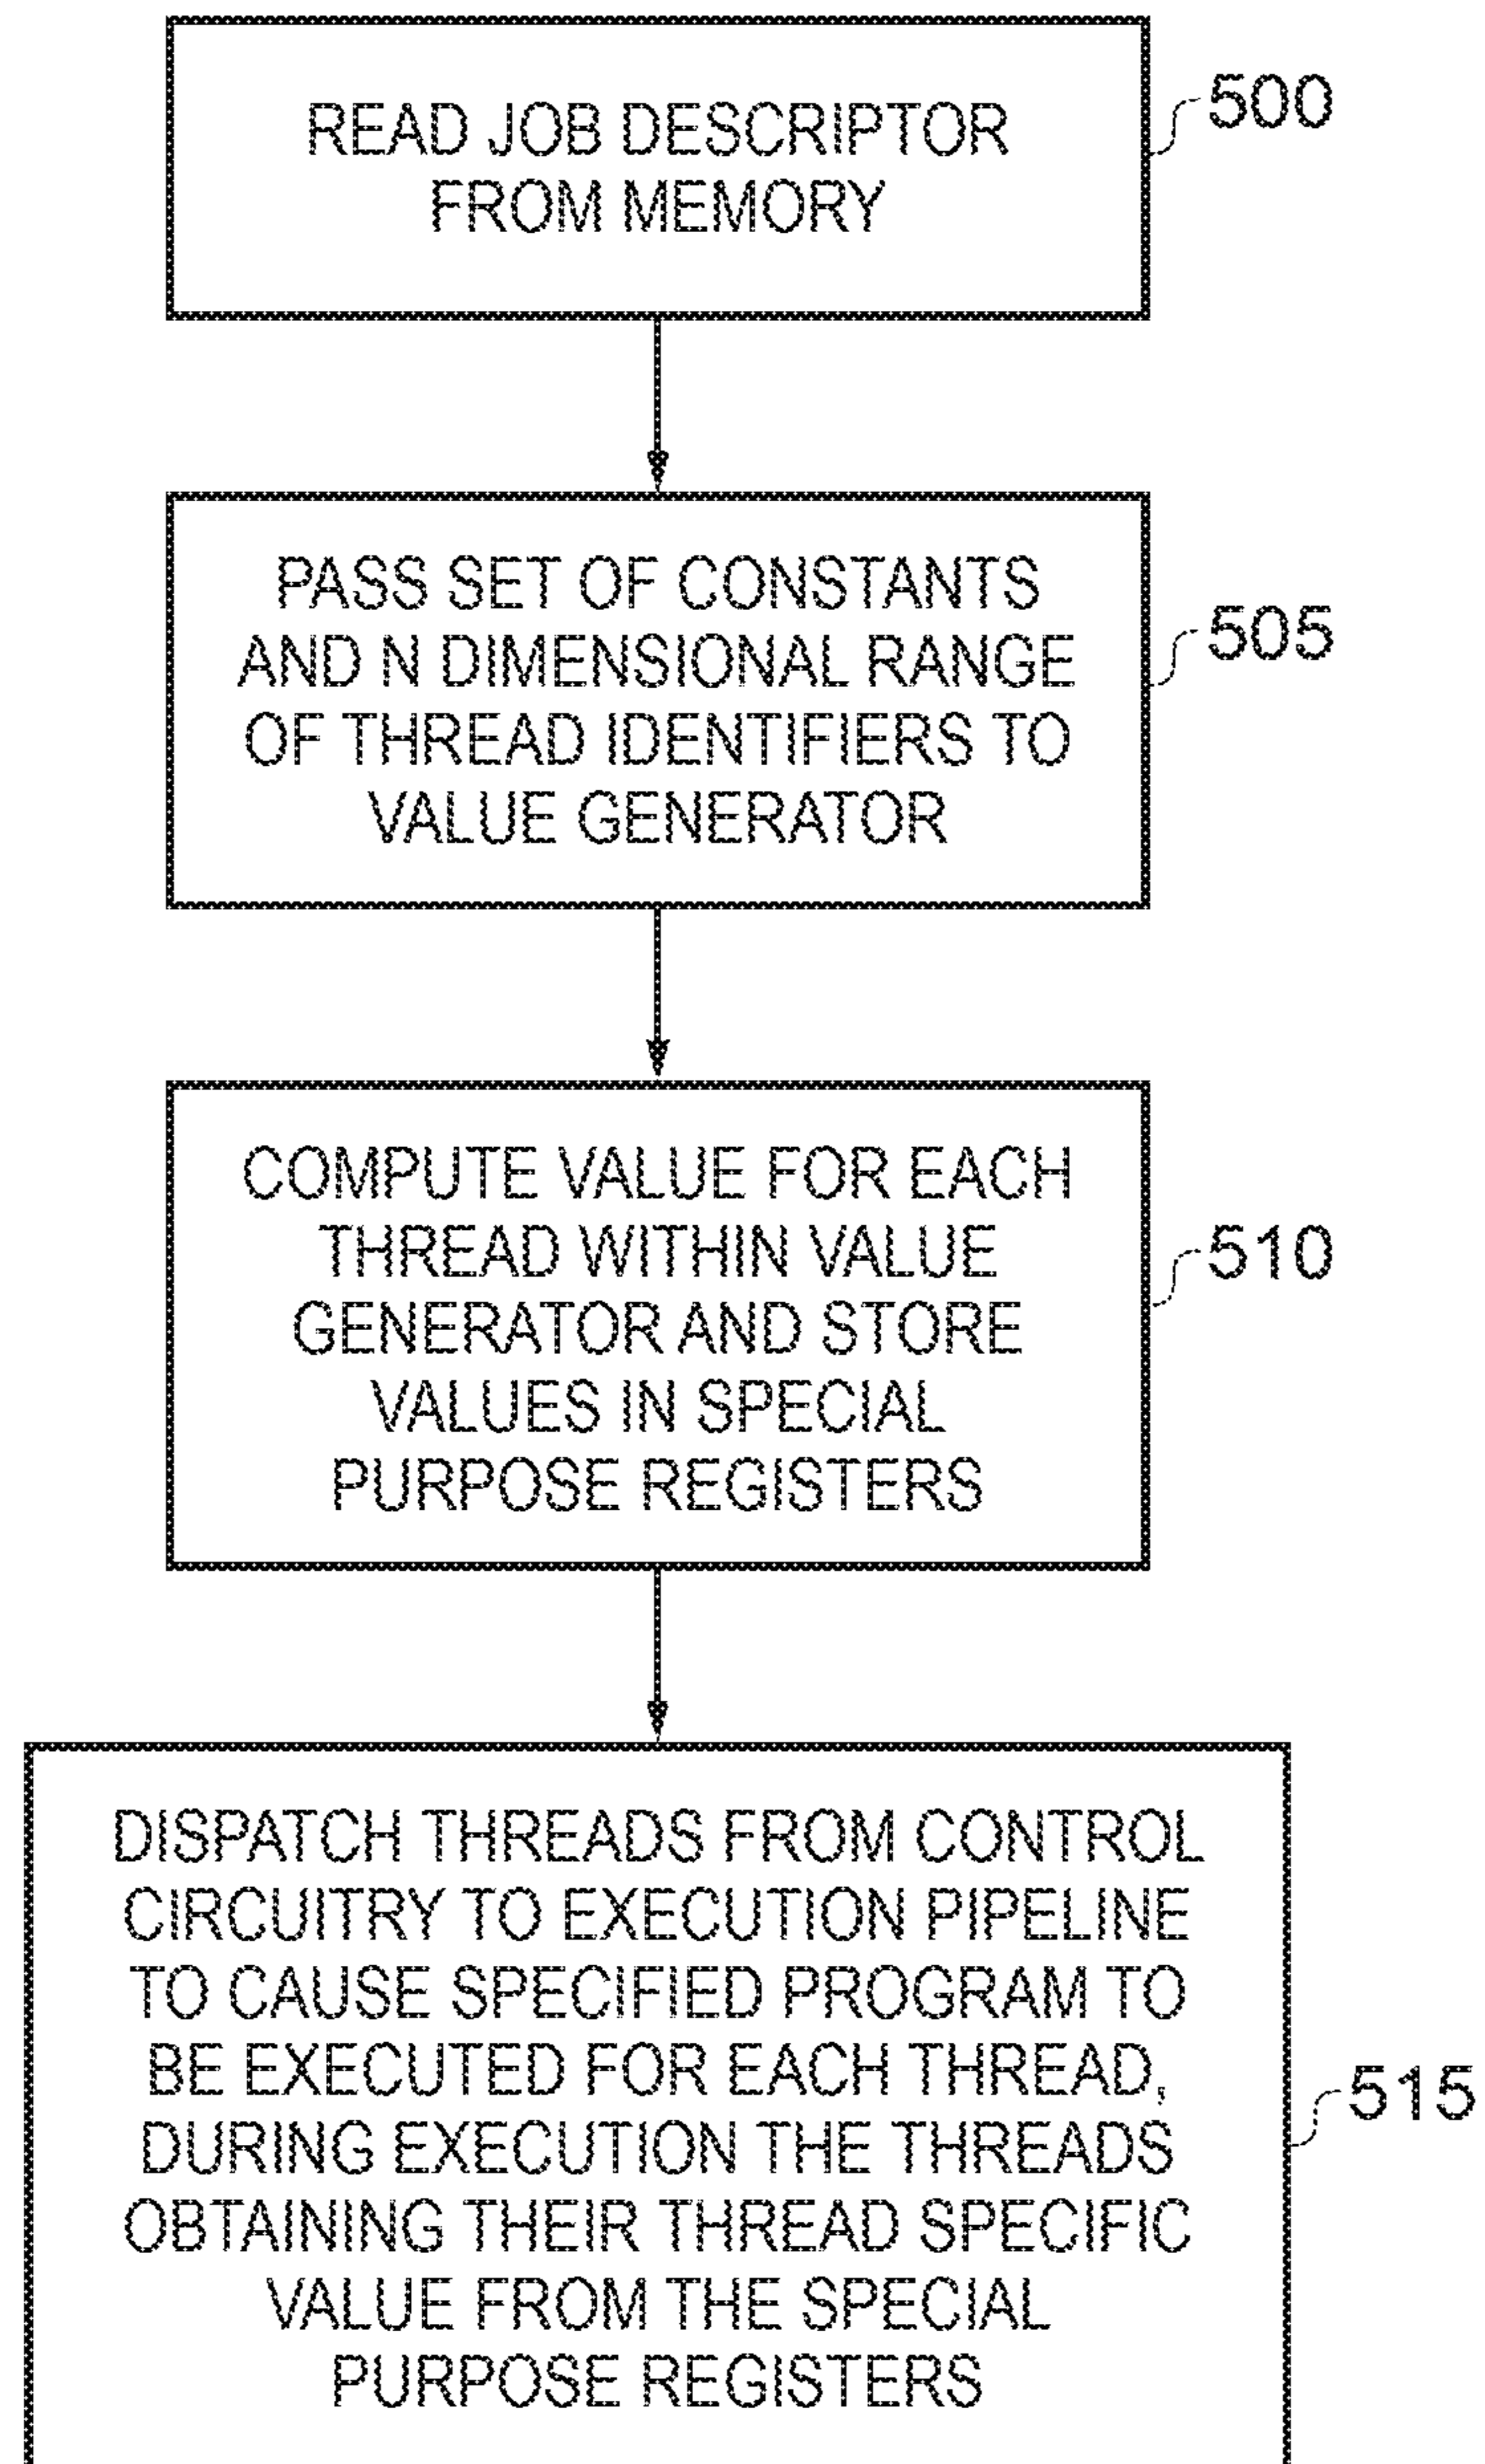 READ JOB DESCRIPTOR
FROM MEMORY
500
PASS SET OF CONSTANTS
AND N DIMENSIONAL RANGE
OF THREAD IDENTIFIERS TO
VALUE GENERATOR
505
COMPUTE VALUE FOR EACH
THREAD WITHIN VALUE
GENERATOR AND STORE
VALUES IN SPECIAL
PURPOSE REGISTERS
510
DISPATCH THREADS FROM CONTROL
CIRCUITRY TO EXECUTION PIPELINE
TO CAUSE SPECIFIED PROGRAM TO
BE EXECUTED FOR EACH THREAD,
DURING EXECUTION THE THREADS
OBTAINING THEIR THREAD SPECIFIC
VALUE FROM THE SPECIAL
PURPOSE REGISTERS
515